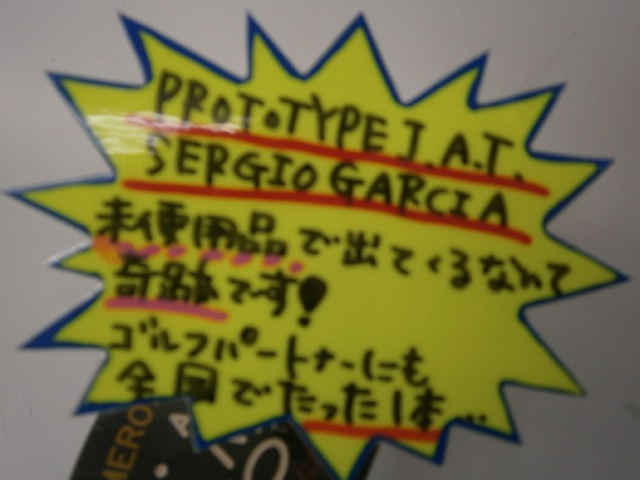 PROTOTYPE J.A.T.
SERGIO GARCIA
未使用品で出てくるなんて
奇跡です!
ゴルフパートナーにも
全国でたった1本...
MERO